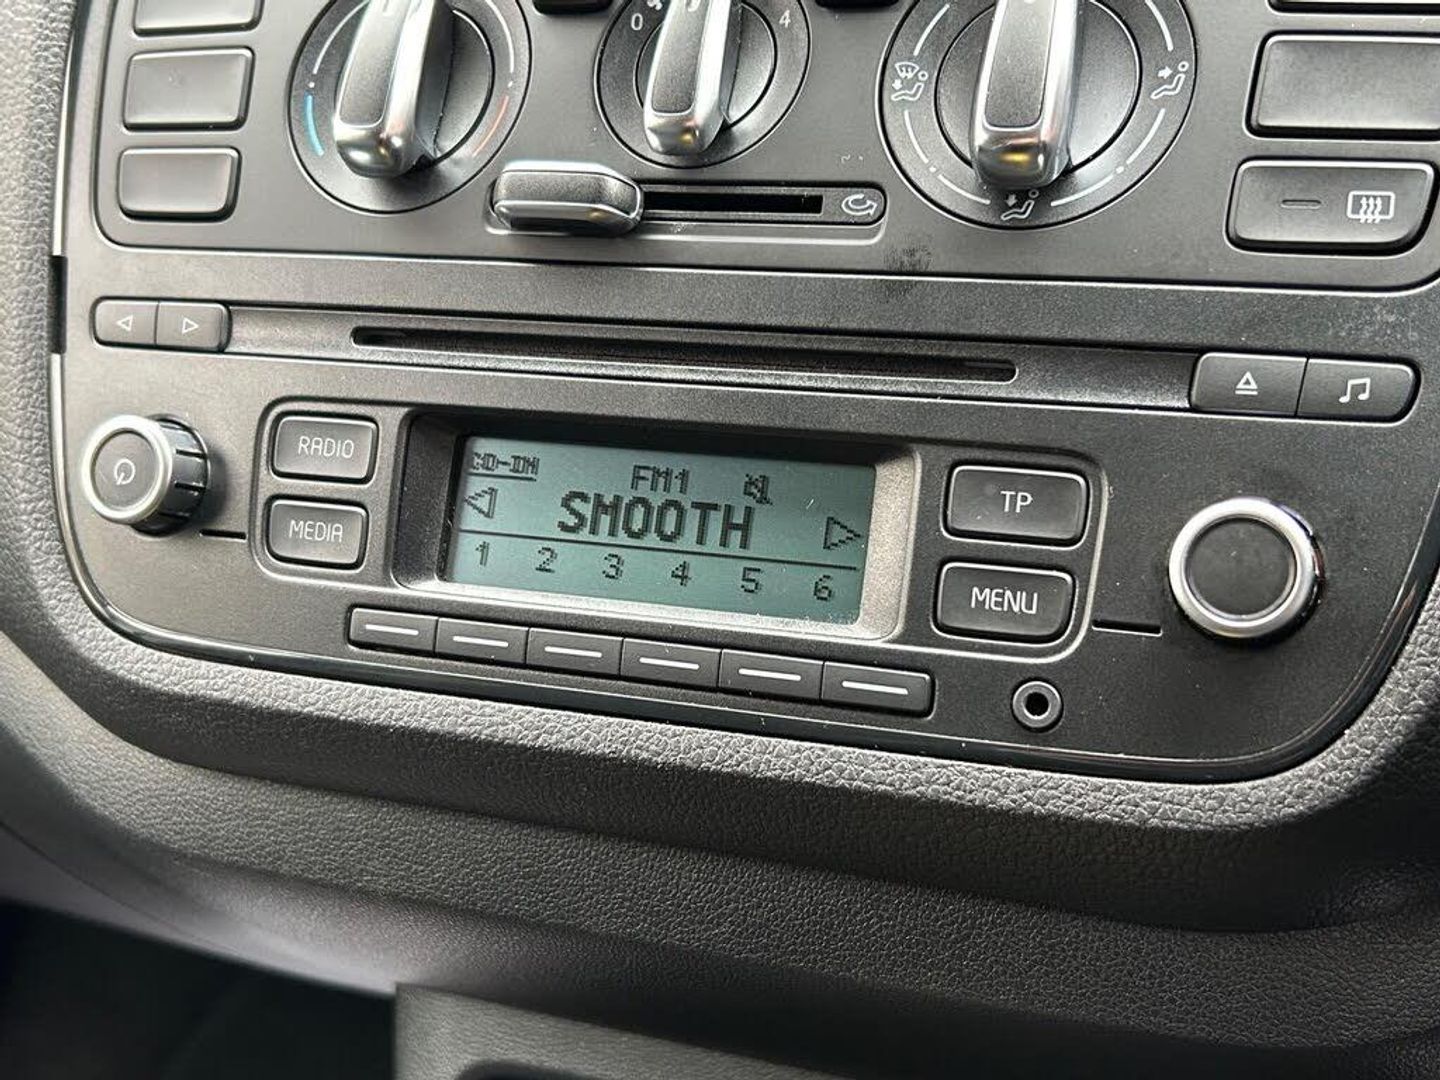 0 4
RADIO
MEDIA
CD-IN
FM1
SMOOTH
1 2 3 4 5 6
TP
MENU